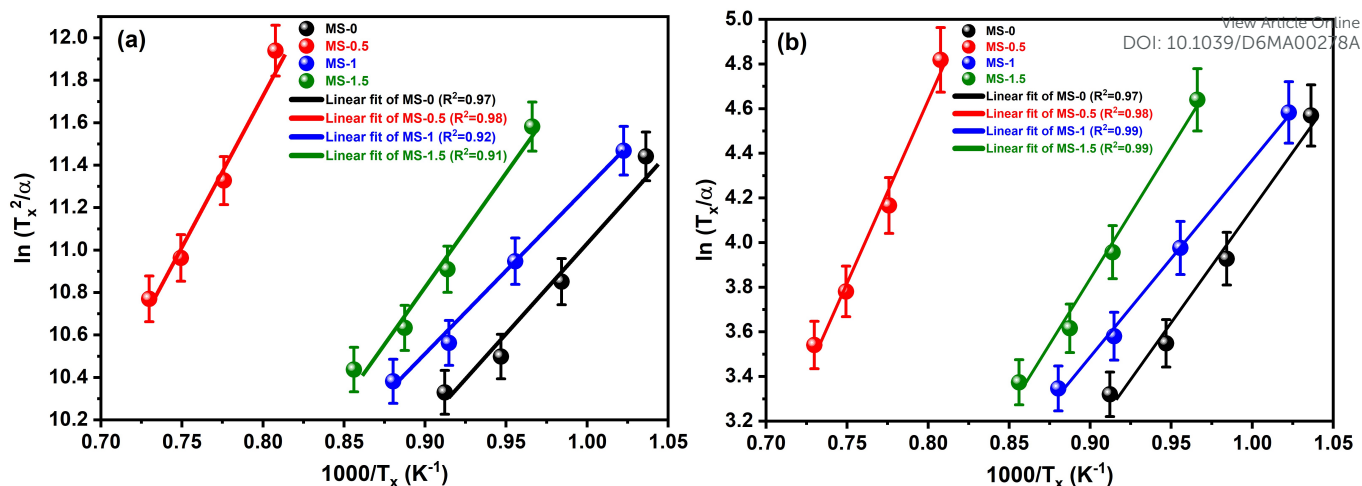 View Article Online
DOI: 10.1039/D6MA00278A
(a)
MS-0
MS-0.5
MS-1
MS-1.5
Linear fit of MS-0 (R²=0.97)
Linear fit of MS-0.5 (R²=0.98)
Linear fit of MS-1 (R²=0.92)
Linear fit of MS-1.5 (R²=0.91)
12.0
11.8
11.6
11.4
11.2
11.0
10.8
10.6
10.4
10.2
ln (Tₓ²/α)
0.70 0.75 0.80 0.85 0.90 0.95 1.00 1.05
1000/Tₓ (K⁻¹)
(b)
MS-0
MS-0.5
MS-1
MS-1.5
Linear fit of MS-0 (R²=0.97)
Linear fit of MS-0.5 (R²=0.98)
Linear fit of MS-1 (R²=0.99)
Linear fit of MS-1.5 (R²=0.99)
5.0
4.8
4.6
4.4
4.2
4.0
3.8
3.6
3.4
3.2
ln (Tₓ/α)
0.70 0.75 0.80 0.85 0.90 0.95 1.00 1.05
1000/Tₓ (K⁻¹)